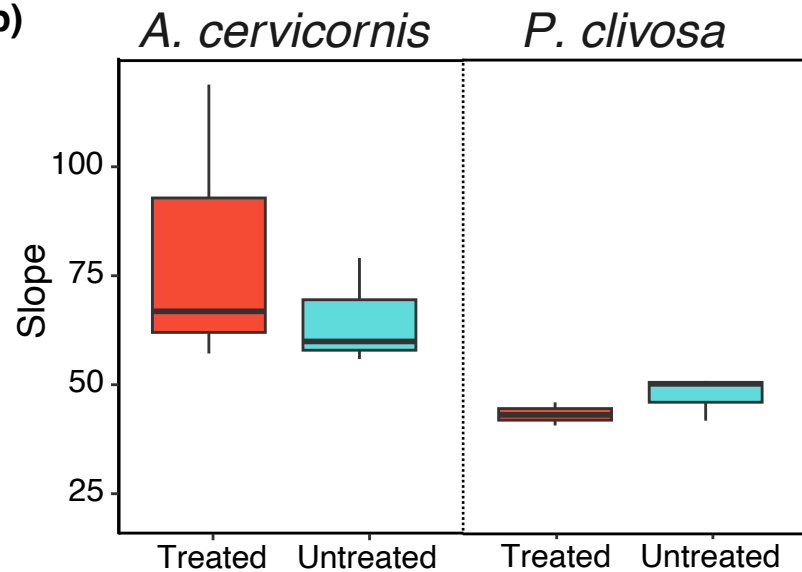 b)
A. cervicornis P. clivosa
Slope
100
75
50
25
Treated Untreated Treated Untreated